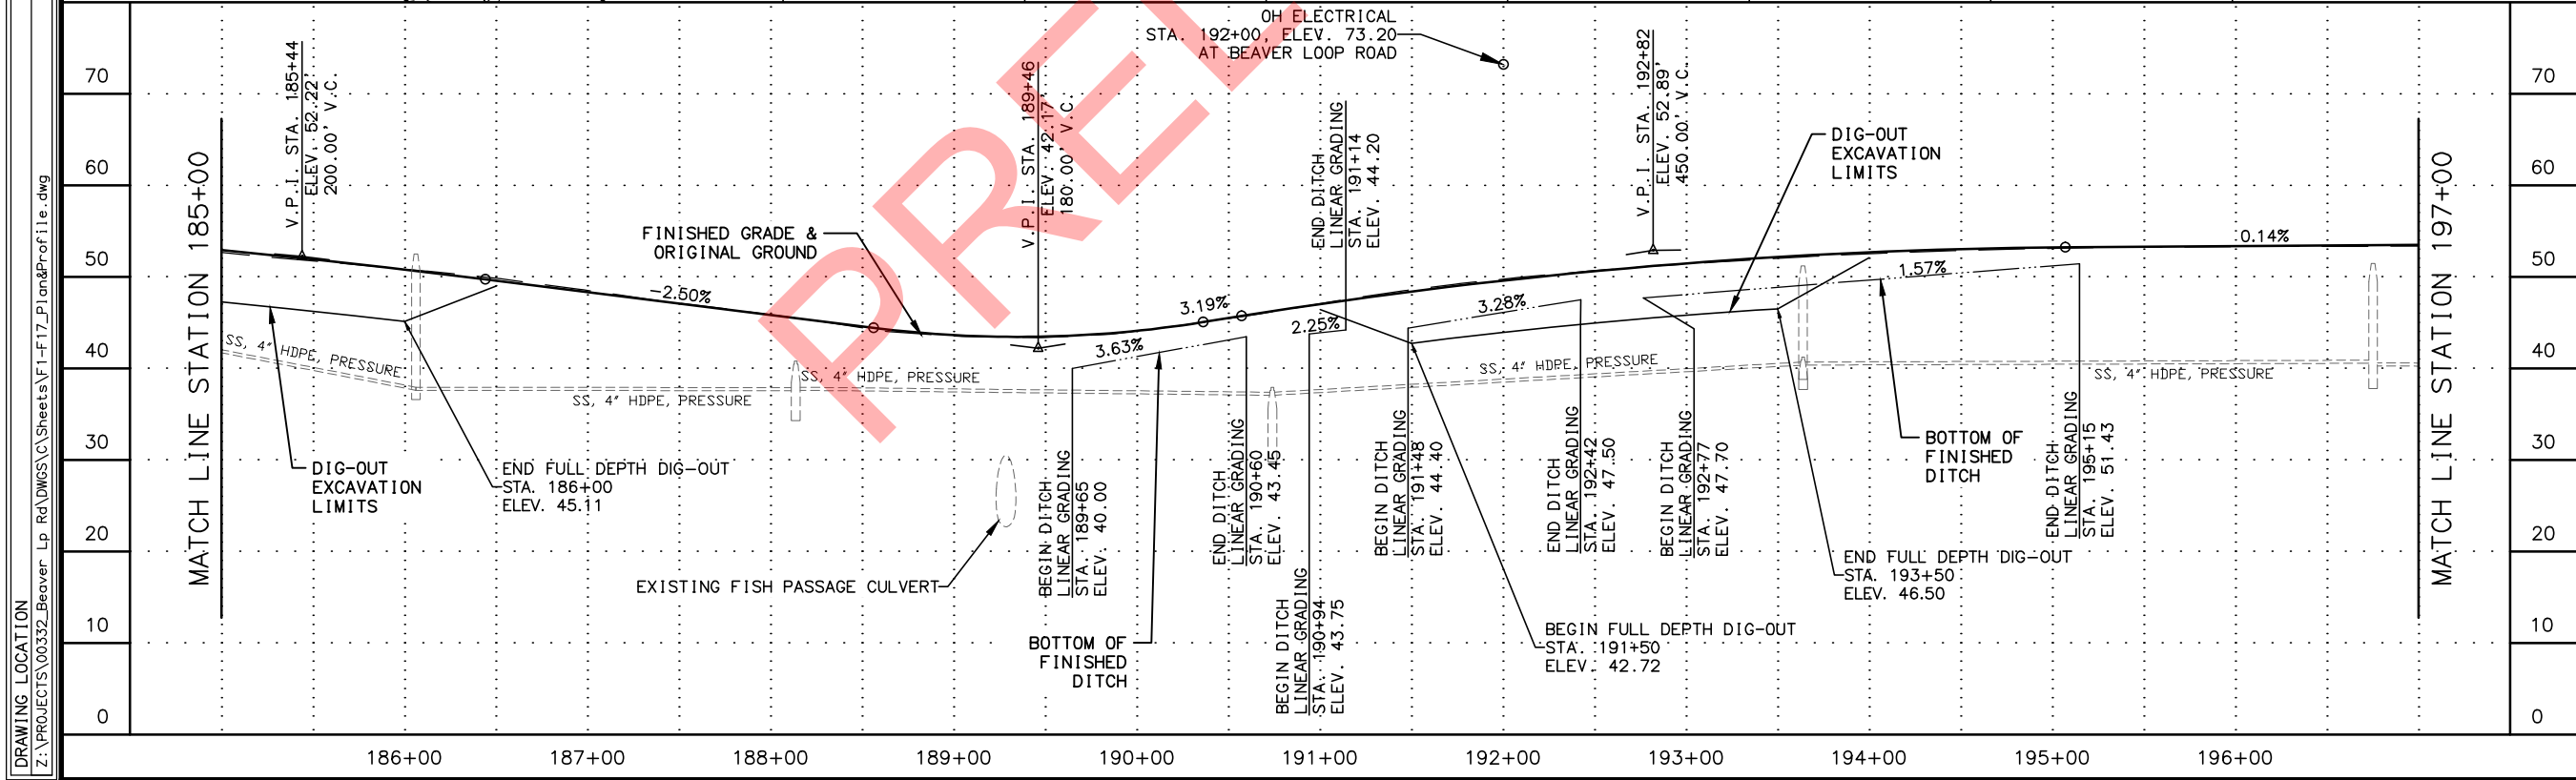 DRAWING LOCATION
Z:\PROJECTS\00332_Beaver Lp Rd\DWGS\C\Sheets\F1-F17_Plan&Profile.dwg
70
60
50
40
30
20
10
0
MATCH LINE STATION 185+00
V.P.I. STA. 185+44
ELEV. 52.22'
200.00' V.C.
FINISHED GRADE &
ORIGINAL GROUND
-2.50%
SS, 4" HDPE, PRESSURE
DIG-OUT
EXCAVATION
LIMITS
END FULL DEPTH DIG-OUT
STA. 186+00
ELEV. 45.11
SS, 4" HDPE, PRESSURE
SS, 4" HDPE, PRESSURE
EXISTING FISH PASSAGE CULVERT
PREL
V.P.I. STA. 189+46
ELEV. 42.17'
180.00' V.C.
OH ELECTRICAL
STA. 192+00, ELEV. 73.20
AT BEAVER LOOP ROAD
BEGIN DITCH
LINEAR GRADING
STA. 189+65
ELEV. 40.00
3.63%
BOTTOM OF
FINISHED
DITCH
3.19%
END DITCH
LINEAR GRADING
STA. 190+60
ELEV. 43.45
BEGIN DITCH
LINEAR GRADING
STA. 190+94
ELEV. 43.75
2.25%
END DITCH
LINEAR GRADING
STA. 191+14
ELEV. 44.20
BEGIN DITCH
LINEAR GRADING
STA. 191+48
ELEV. 44.40
3.28%
SS, 4" HDPE, PRESSURE
BEGIN FULL DEPTH DIG-OUT
STA. 191+50
ELEV. 42.72
END DITCH
LINEAR GRADING
STA. 192+42
ELEV. 47.50
V.P.I. STA. 192+82
ELEV. 52.89'
450.00' V.C.
BEGIN DITCH
LINEAR GRADING
STA. 192+77
ELEV. 47.70
DIG-OUT
EXCAVATION
LIMITS
1.57%
END FULL DEPTH DIG-OUT
STA. 193+50
ELEV. 46.50
BOTTOM OF
FINISHED
DITCH
END DITCH
LINEAR GRADING
STA. 195+15
ELEV. 51.43
0.14%
SS, 4" HDPE, PRESSURE
MATCH LINE STATION 197+00
70
60
50
40
30
20
10
0
186+00 187+00 188+00 189+00 190+00 191+00 192+00 193+00 194+00 195+00 196+00